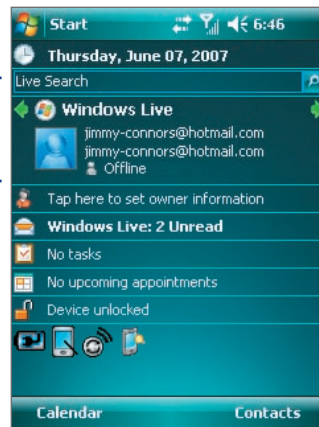 Start 6:46
Thursday, June 07, 2007
Live Search
Windows Live
jimmy-connors@hotmail.com
jimmy-connors@hotmail.com
Offline
Tap here to set owner information
Windows Live: 2 Unread
No tasks
No upcoming appointments
Device unlocked
Calendar Contacts